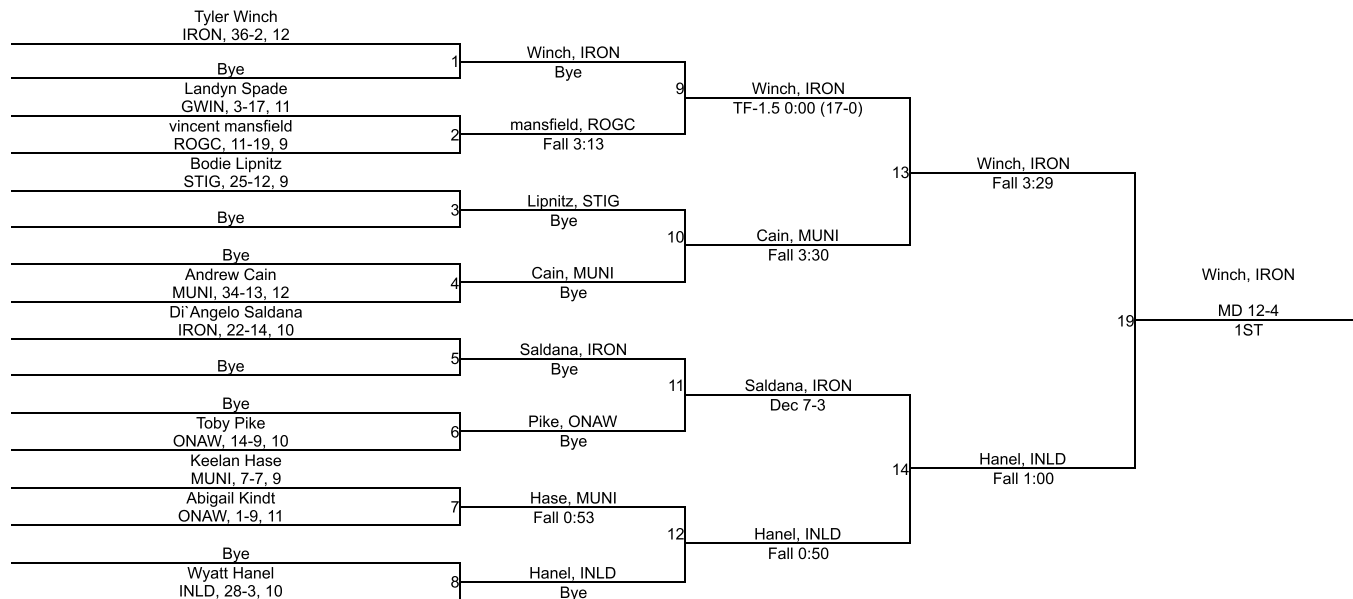 Tyler Winch
IRON, 36-2, 12
Bye
Landyn Spade
GWIN, 3-17, 11
vincent mansfield
ROGC, 11-19, 9
Bodie Lipnitz
STIG, 25-12, 9
Bye
Bye
Andrew Cain
MUNI, 34-13, 12
Di`Angelo Saldana
IRON, 22-14, 10
Bye
Bye
Toby Pike
ONAW, 14-9, 10
Keelan Hase
MUNI, 7-7, 9
Abigail Kindt
ONAW, 1-9, 11
Bye
Wyatt Hanel
INLD, 28-3, 10
1
2
3
4
5
6
7
8
Winch, IRON
Bye
mansfield, ROGC
Fall 3:13
Lipnitz, STIG
Bye
Cain, MUNI
Bye
Saldana, IRON
Bye
Pike, ONAW
Bye
Hase, MUNI
Fall 0:53
Hanel, INLD
Bye
9
10
11
12
Winch, IRON
TF-1.5 0:00 (17-0)
Cain, MUNI
Fall 3:30
Saldana, IRON
Dec 7-3
Hanel, INLD
Fall 0:50
13
14
Winch, IRON
Fall 3:29
Hanel, INLD
Fall 1:00
19
Winch, IRON
MD 12-4
1ST